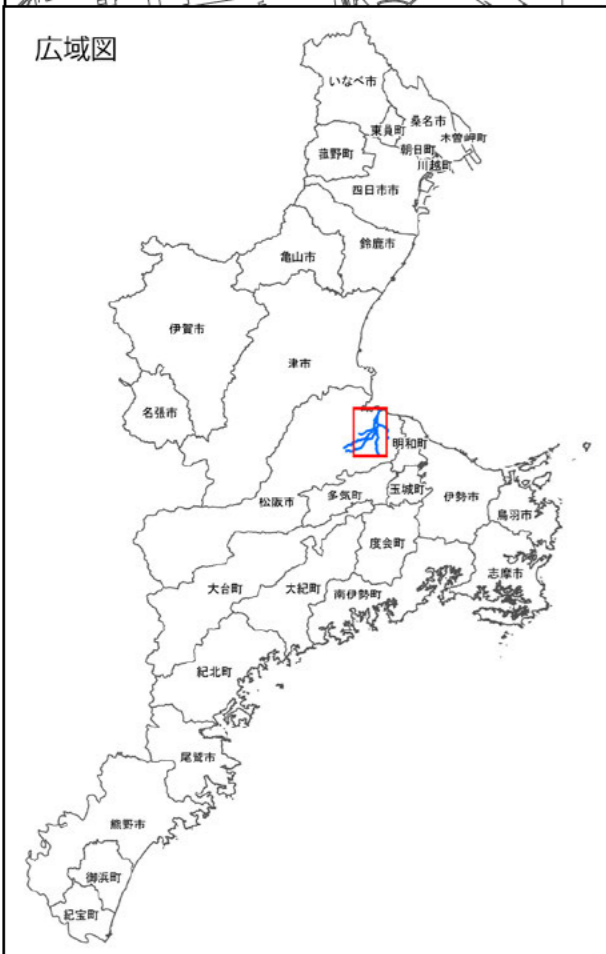 広域図
いなべ市
桑名市
東員町
木曽岬町
朝日町
川越町
菰野町
四日市市
鈴鹿市
亀山市
伊賀市
津市
名張市
明和町
松阪市
多気町
玉城町
伊勢市
鳥羽市
度会町
志摩市
大台町
大紀町
南伊勢町
紀北町
尾鷲市
熊野市
御浜町
紀宝町